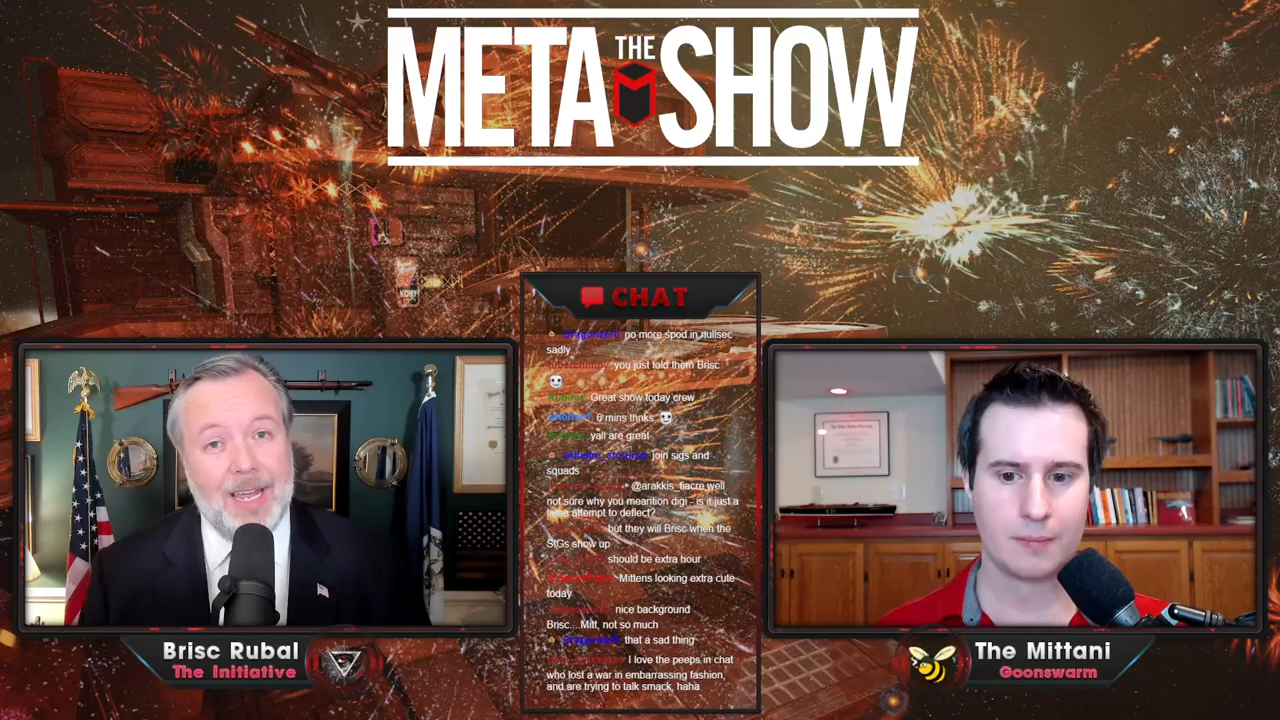 META THE SHOW
CHAT
no more spod in nullsec
sadly
you just told them Brisc
Great show today crew
6 mins thnks
yall are great
join sigs and
squads
@arakkis_tiacre well
not sure why you meantion digi - is it just a
lame attempt to deflect?
but they will Brisc when the
StGs show up
should be extra hour
Mittens looking extra cute
today
nice background
Brisc....Mitt, not so much
that a sad thing
I love the peeps in chat
who lost a war in embarrassing fashion,
and are trying to talk smack, haha
Brisc Rubal
The Initiative
The Mittani
Goonswarm